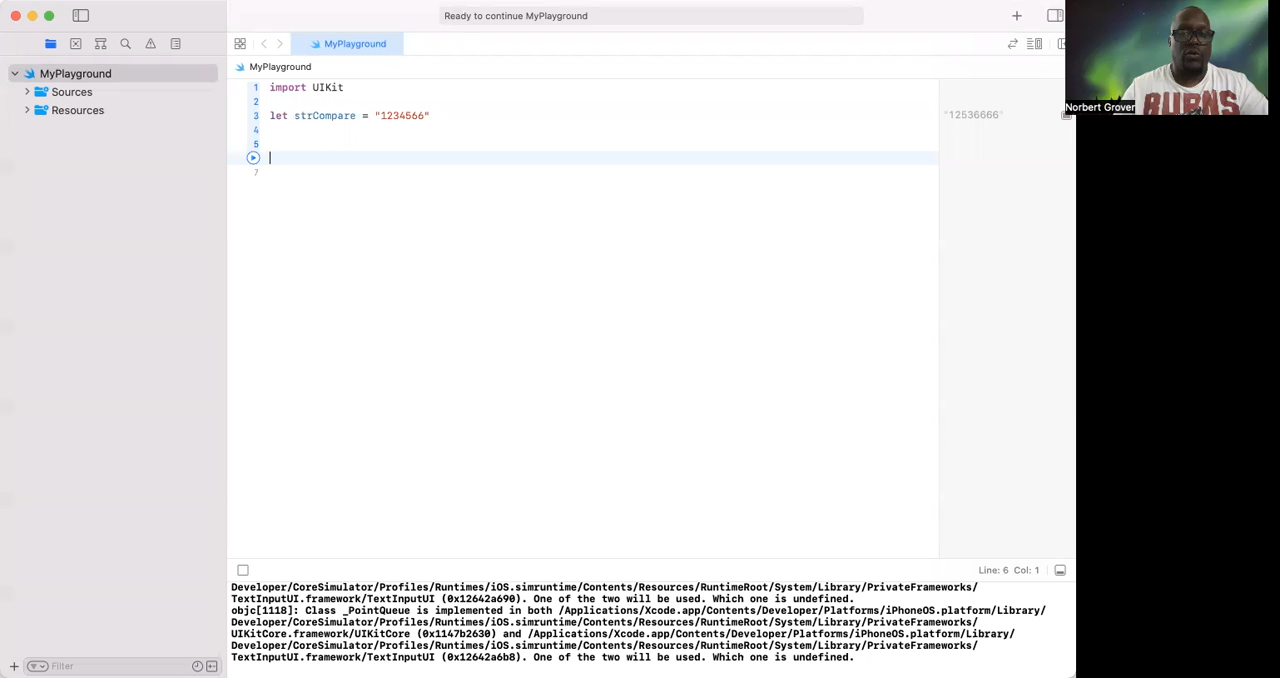 Ready to continue MyPlayground
MyPlayground
MyPlayground
Sources
Resources
MyPlayground
1 import UIKit
2
3 let strCompare = "1234566"
4
5
7
"12536666"
Norbert Grover
BURNS
Line: 6 Col: 1
Developer/CoreSimulator/Profiles/Runtimes/iOS.simruntime/Contents/Resources/RuntimeRoot/System/Library/PrivateFrameworks/
TextInputUI.framework/TextInputUI (0x12642a690). One of the two will be used. Which one is undefined.
objc[1118]: Class _PointQueue is implemented in both /Applications/Xcode.app/Contents/Developer/Platforms/iPhoneOS.platform/Library/
Developer/CoreSimulator/Profiles/Runtimes/iOS.simruntime/Contents/Resources/RuntimeRoot/System/Library/PrivateFrameworks/
UIKitCore.framework/UIKitCore (0x1147b2630) and /Applications/Xcode.app/Contents/Developer/Platforms/iPhoneOS.platform/Library/
Developer/CoreSimulator/Profiles/Runtimes/iOS.simruntime/Contents/Resources/RuntimeRoot/System/Library/PrivateFrameworks/
TextInputUI.framework/TextInputUI (0x12642a6b8). One of the two will be used. Which one is undefined.
Filter